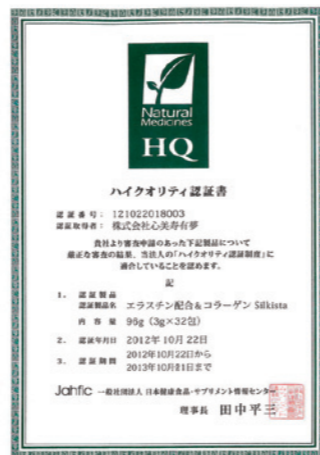 Natural
Medicines
HQ
ハイクオリティ認証書
認証番号: 121022018003
認証取得者: 株式会社心美寿有夢
貴社より審査申請のあった下記製品について
厳正な審査の結果、当法人の「ハイクオリティ認証制度」に
適合していることを認めます。
記
1. 認証製品
認証製品名 エラスチン配合&コラーゲン Silkista
内容量 96g (3g×32包)
2. 認証年月日 2012年10月22日
3. 認証期間 2012年10月22日から
2013年10月21日まで
Jahfic 一般社団法人 日本健康食品・サプリメント情報センター
理事長 田中平三